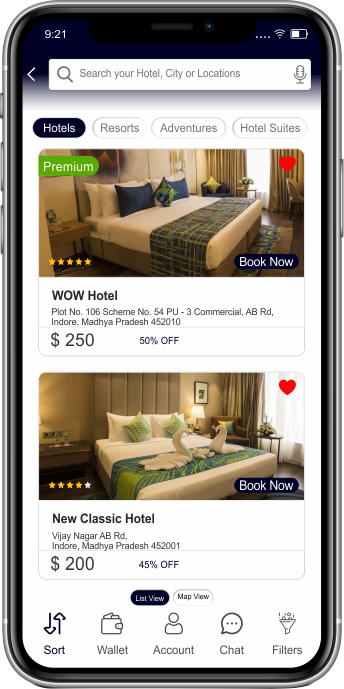 9:21
Search your Hotel, City or Locations
Hotels
Resorts
Adventures
Hotel Suites
Premium
Book Now
WOW Hotel
Plot No. 106 Scheme No. 54 PU - 3 Commercial, AB Rd,
Indore, Madhya Pradesh 452010
$ 250
50% OFF
Book Now
New Classic Hotel
Vijay Nagar AB Rd,
Indore, Madhya Pradesh 452001
$ 200
45% OFF
List View
Map View
Sort
Wallet
Account
Chat
Filters